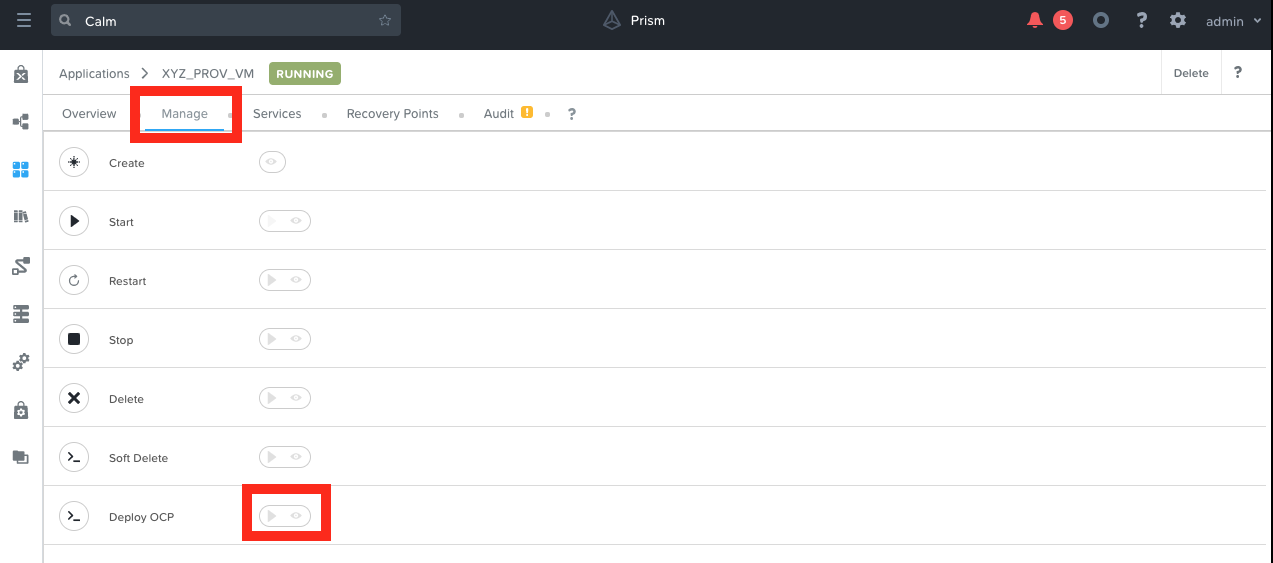 Calm Prism 5 ? admin
Applications XYZ_PROV_VM RUNNING Delete ?
Overview Manage Services Recovery Points Audit ! ?
Create
Start
Restart
Stop
Delete
Soft Delete
Deploy OCP